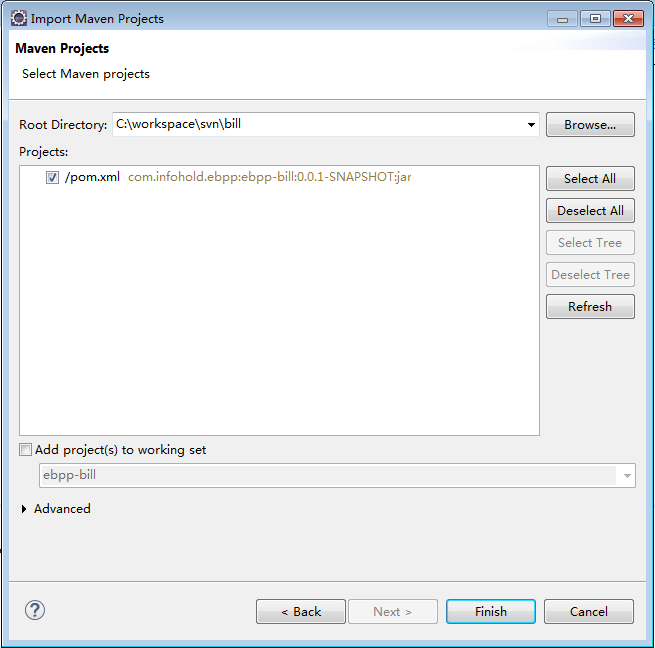 Import Maven Projects
Maven Projects
Select Maven projects
Root Directory: C:\workspace\svn\bill Browse...
Projects:
/pom.xml com.infohold.ebpp:ebpp-bill:0.0.1-SNAPSHOT:jar
Select All
Deselect All
Select Tree
Deselect Tree
Refresh
Add project(s) to working set
ebpp-bill
Advanced
? < Back Next > Finish Cancel